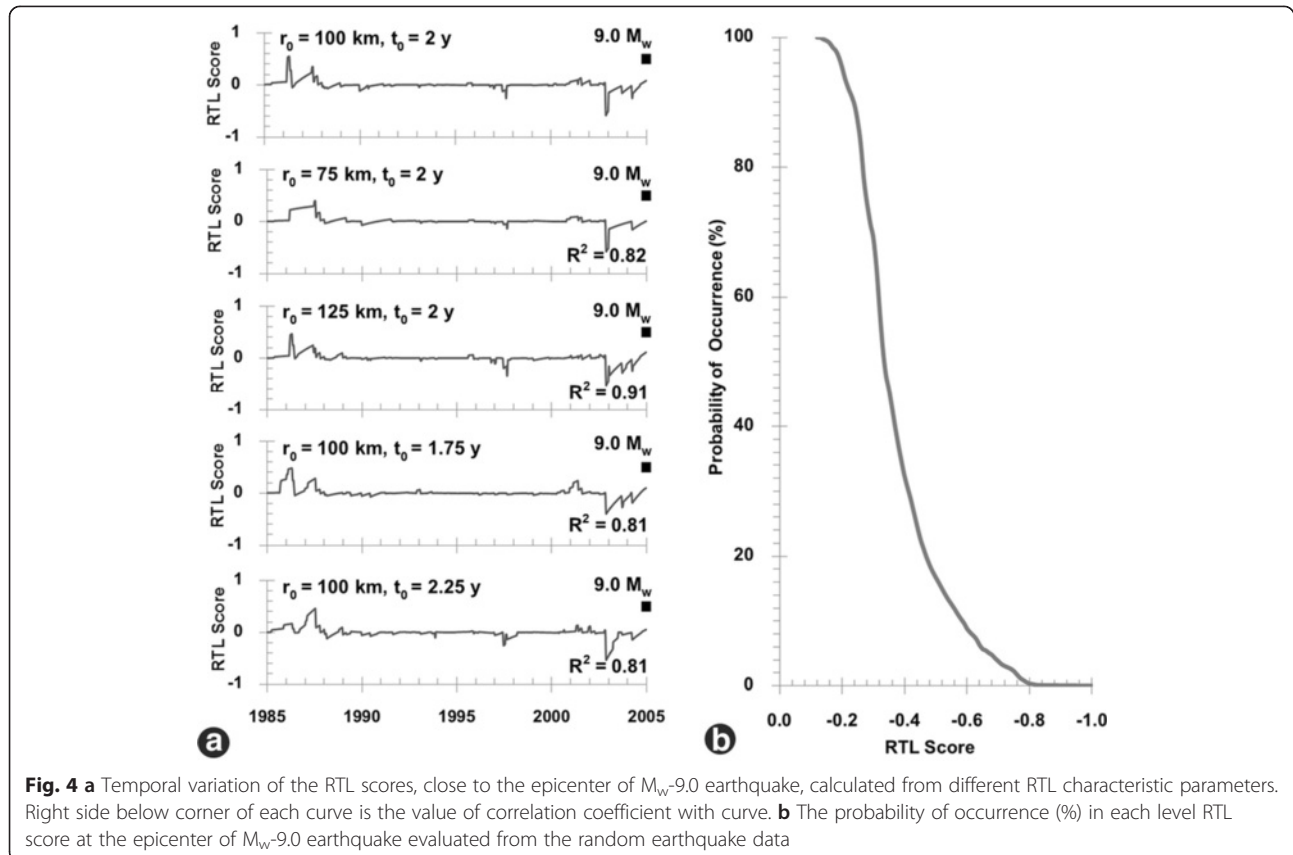 r₀ = 100 km, t₀ = 2 y
9.0 M_w
RTL Score
1
0
-1
r₀ = 75 km, t₀ = 2 y
9.0 M_w
R² = 0.82
RTL Score
1
0
-1
r₀ = 125 km, t₀ = 2 y
9.0 M_w
R² = 0.91
RTL Score
1
0
-1
r₀ = 100 km, t₀ = 1.75 y
9.0 M_w
R² = 0.81
RTL Score
1
0
-1
r₀ = 100 km, t₀ = 2.25 y
9.0 M_w
R² = 0.81
RTL Score
1
0
-1
1985 1990 1995 2000 2005
a
Probability of Occurrence (%)
100
80
60
40
20
0
0.0 -0.2 -0.4 -0.6 -0.8 -1.0
RTL Score
b
Fig. 4 a Temporal variation of the RTL scores, close to the epicenter of M_w-9.0 earthquake, calculated from different RTL characteristic parameters.
Right side below corner of each curve is the value of correlation coefficient with curve. b The probability of occurrence (%) in each level RTL
score at the epicenter of M_w-9.0 earthquake evaluated from the random earthquake data